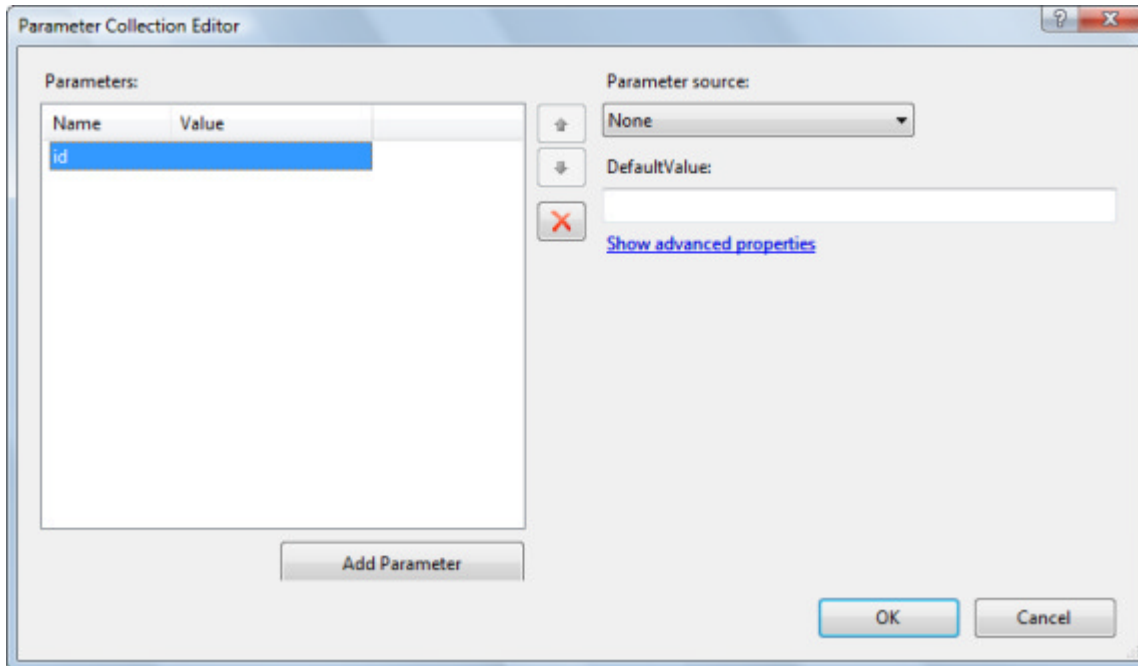 Parameter Collection Editor
Parameters:
Name Value
id
Add Parameter
Parameter source:
None
DefaultValue:
Show advanced properties
OK Cancel